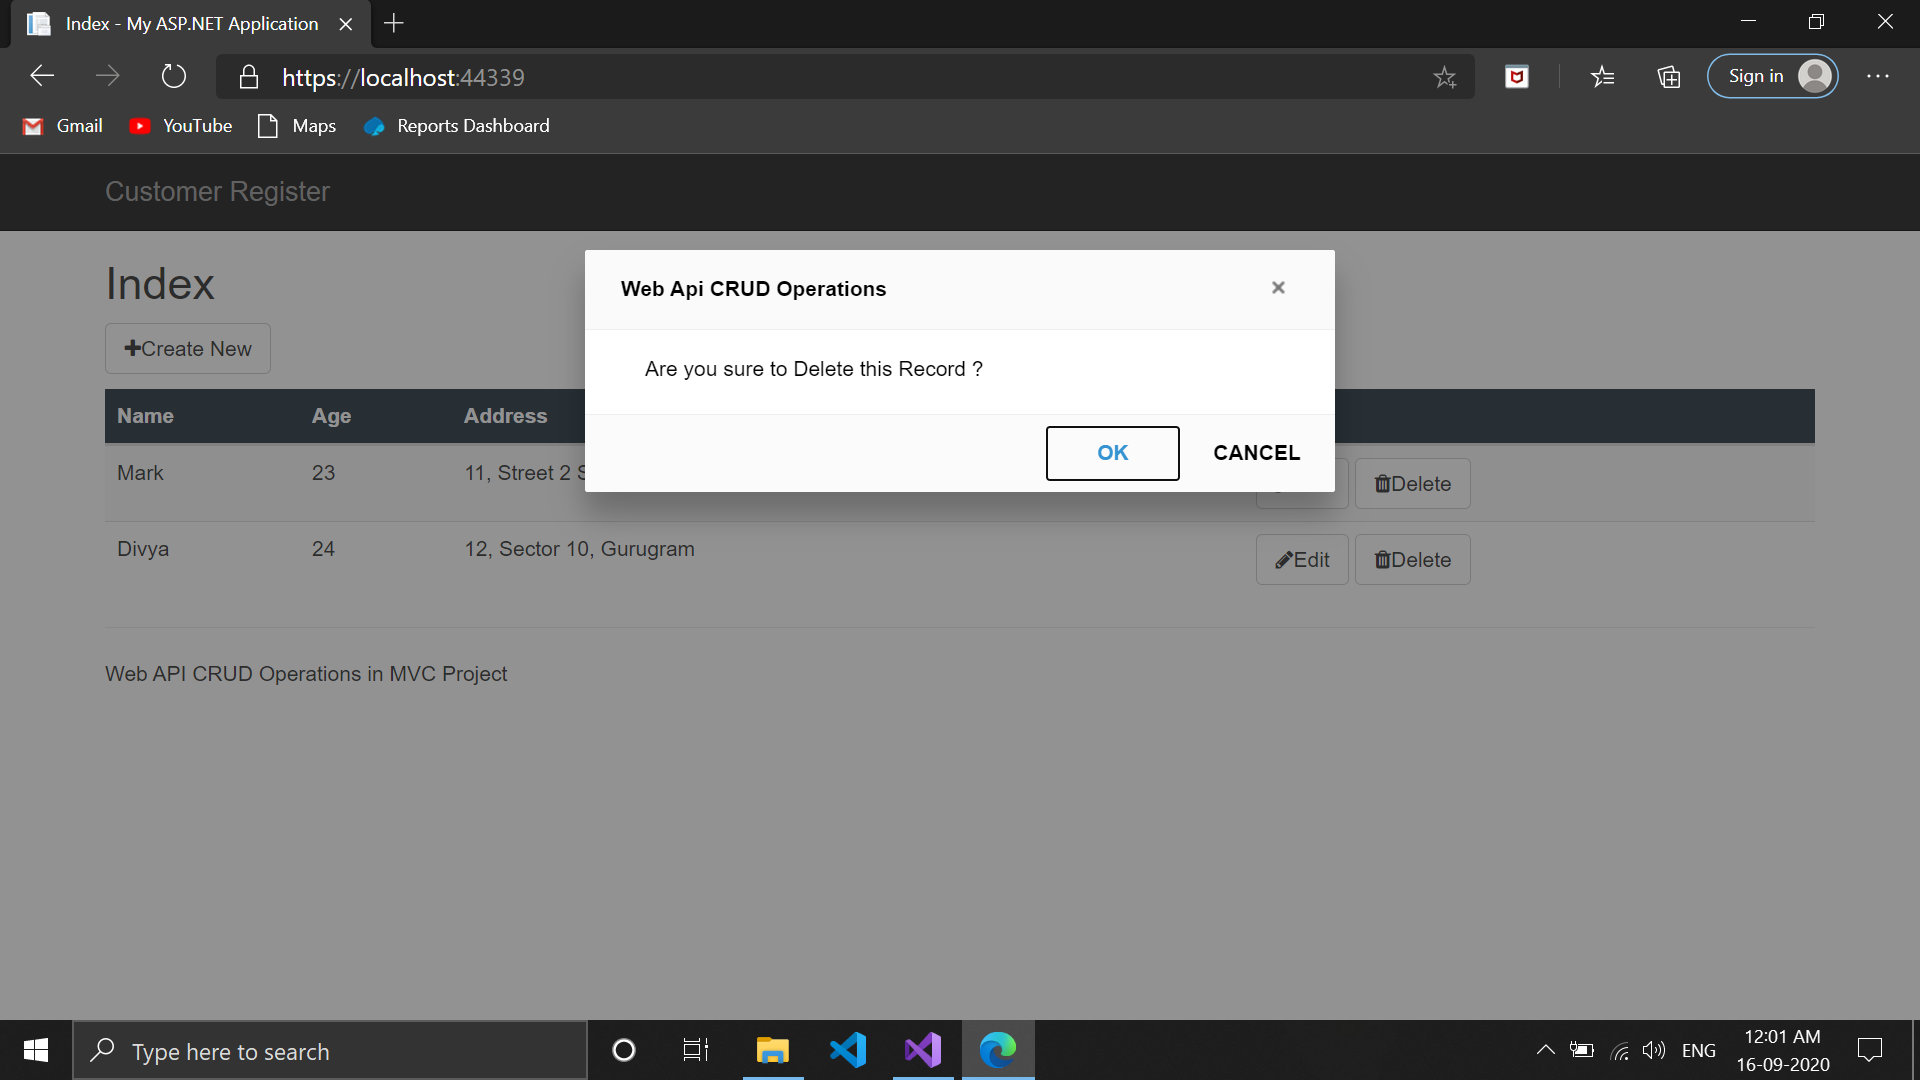 Index - My ASP.NET Application
https://localhost:44339
Sign in
Gmail YouTube Maps Reports Dashboard
Customer Register
Index
Create New
Web Api CRUD Operations
Are you sure to Delete this Record ?
OK CANCEL
Name Age Address
Mark 23 11, Street 2 Delete
Divya 24 12, Sector 10, Gurugram Edit Delete
Web API CRUD Operations in MVC Project
Type here to search
ENG
12:01 AM
16-09-2020